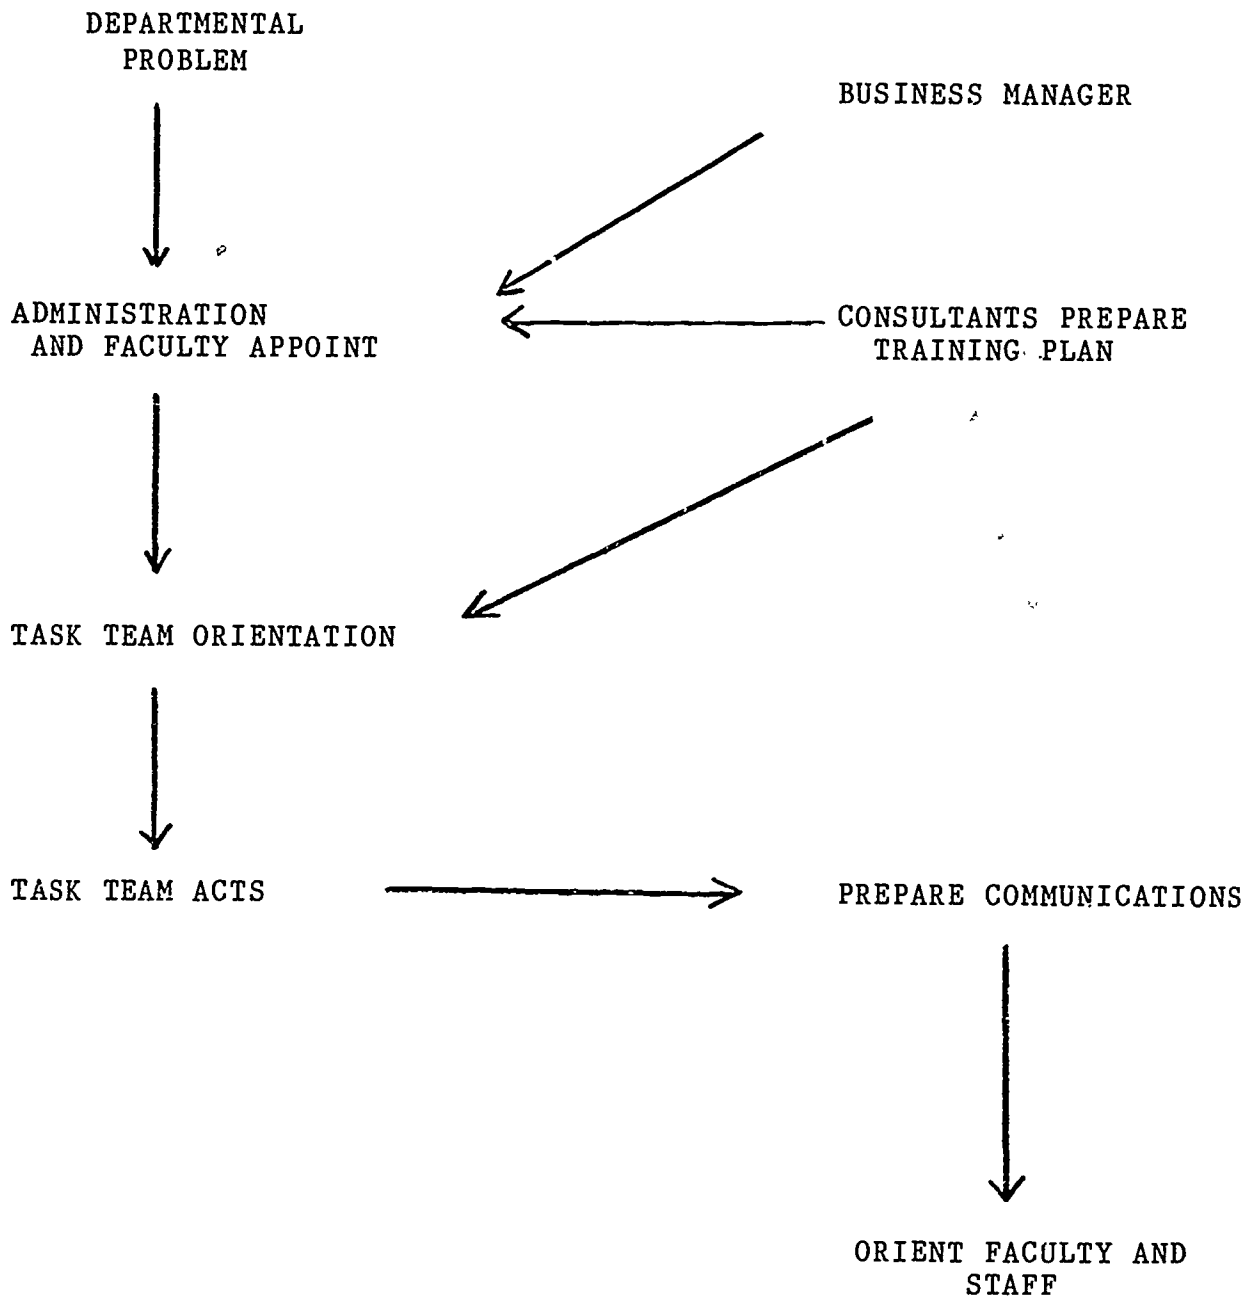 DEPARTMENTAL
PROBLEM
BUSINESS MANAGER
ADMINISTRATION
AND FACULTY APPOINT
CONSULTANTS PREPARE
TRAINING PLAN
TASK TEAM ORIENTATION
TASK TEAM ACTS
PREPARE COMMUNICATIONS
ORIENT FACULTY AND
STAFF